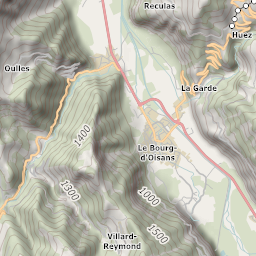 Reculas
Huez
Oulles
La Garde
1400
Le Bourg-
d'Oisans
1300
1000
1500
Villard-
Reymond